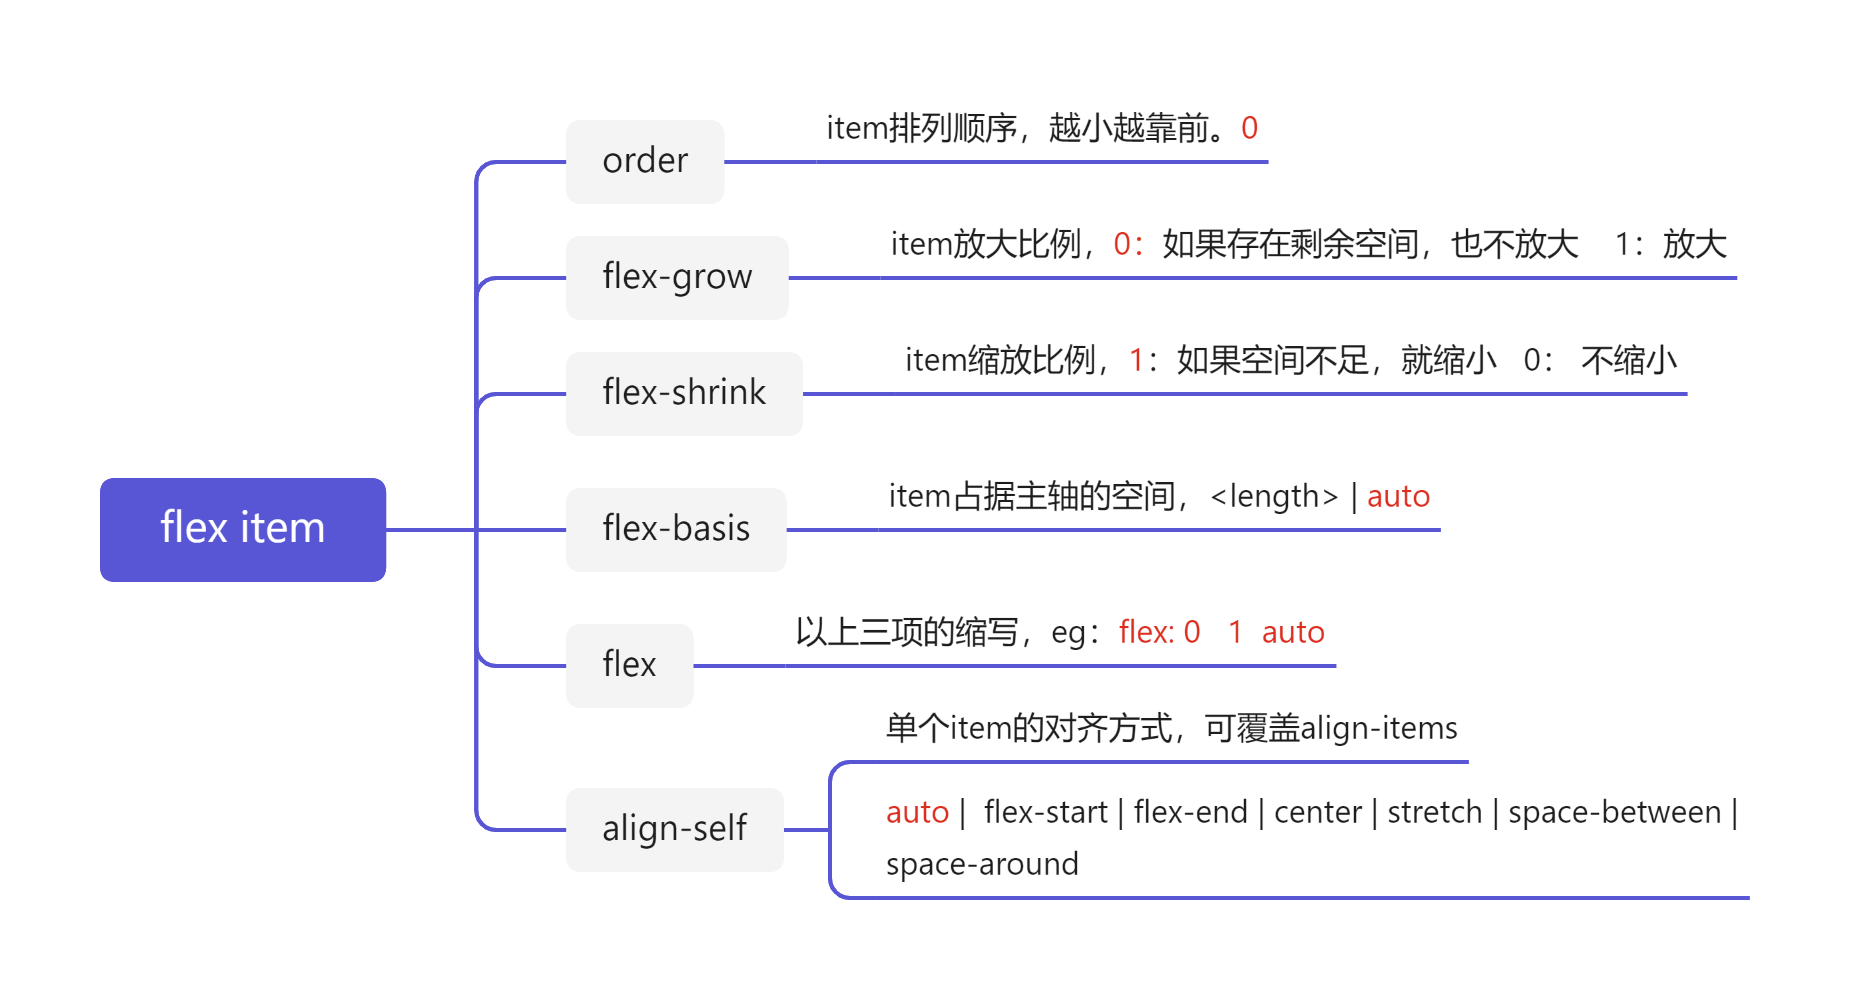 flex item
order
item排列顺序，越小越靠前。0
flex-grow
item放大比例，0：如果存在剩余空间，也不放大 1：放大
flex-shrink
item缩放比例，1：如果空间不足，就缩小 0： 不缩小
flex-basis
item占据主轴的空间，<length> | auto
flex
以上三项的缩写，eg：flex: 0 1 auto
align-self
单个item的对齐方式，可覆盖align-items
auto | flex-start | flex-end | center | stretch | space-between |
space-around